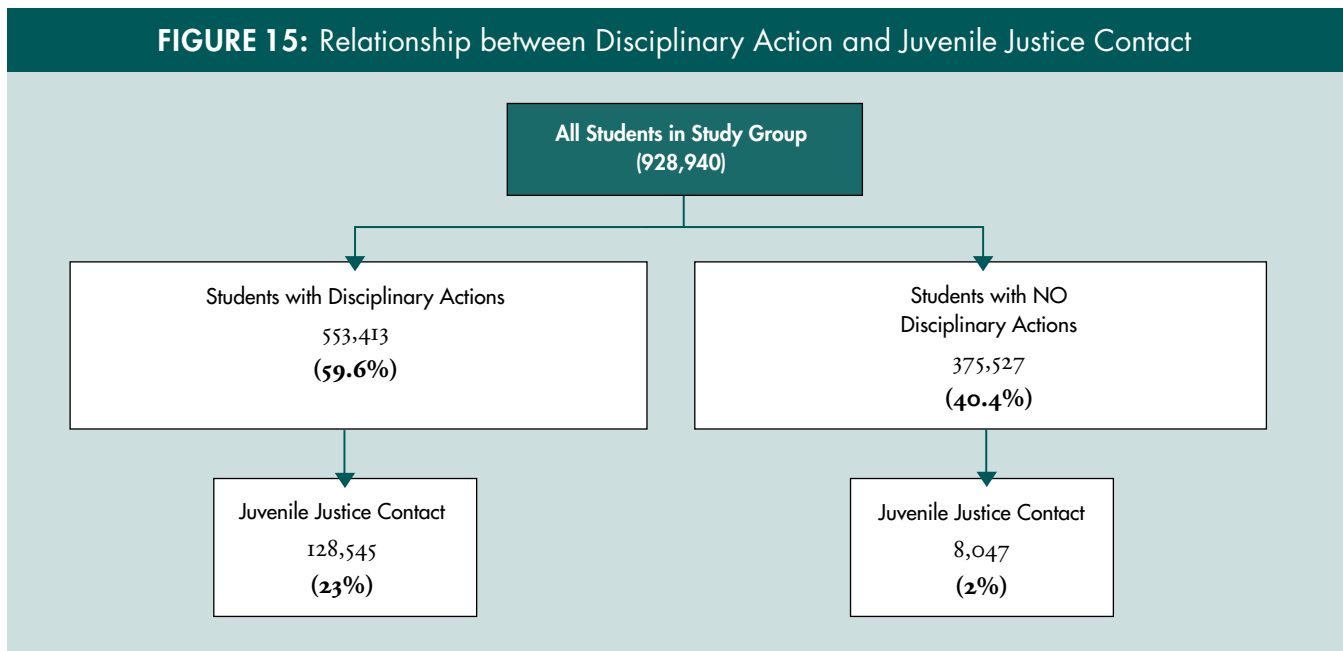 FIGURE 15: Relationship between Disciplinary Action and Juvenile Justice Contact
All Students in Study Group
(928,940)
Students with Disciplinary Actions
553,413
(59.6%)
Students with NO
Disciplinary Actions
375,527
(40.4%)
Juvenile Justice Contact
128,545
(23%)
Juvenile Justice Contact
8,047
(2%)